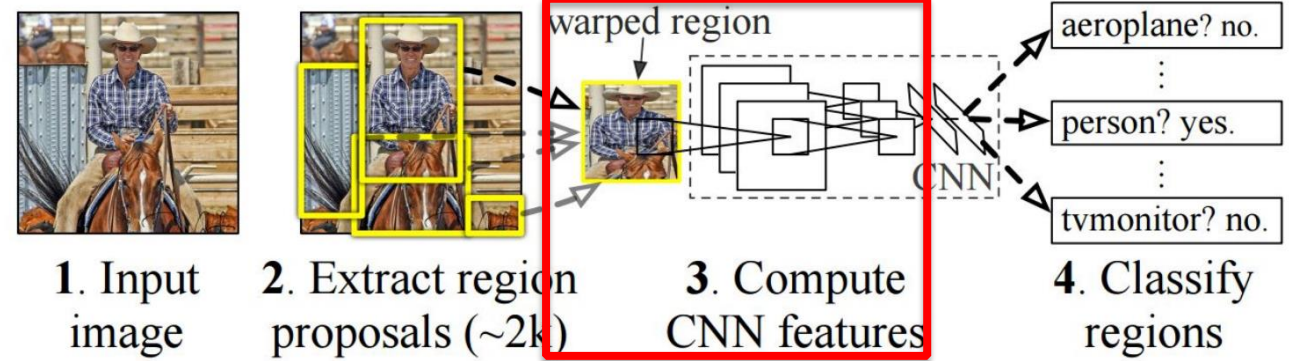 warped region
aeroplane? no.
person? yes.
CNN
tvmonitor? no.
1. Input
image
2. Extract region
proposals (~2k)
3. Compute
CNN features
4. Classify
regions